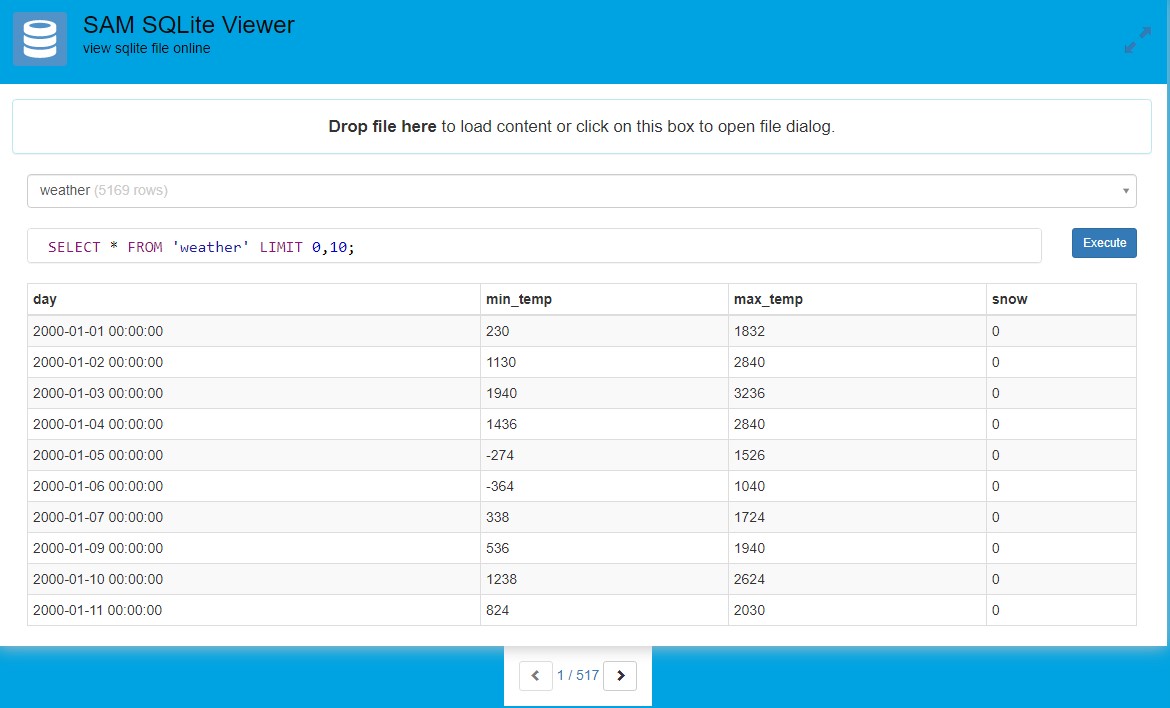 SAM SQLite Viewer
view sqlite file online
Drop file here to load content or click on this box to open file dialog.
weather (5169 rows)
SELECT * FROM 'weather' LIMIT 0,10;
Execute
day min_temp max_temp snow
2000-01-01 00:00:00 230 1832 0
2000-01-02 00:00:00 1130 2840 0
2000-01-03 00:00:00 1940 3236 0
2000-01-04 00:00:00 1436 2840 0
2000-01-05 00:00:00 -274 1526 0
2000-01-06 00:00:00 -364 1040 0
2000-01-07 00:00:00 338 1724 0
2000-01-09 00:00:00 536 1940 0
2000-01-10 00:00:00 1238 2624 0
2000-01-11 00:00:00 824 2030 0
1 / 517